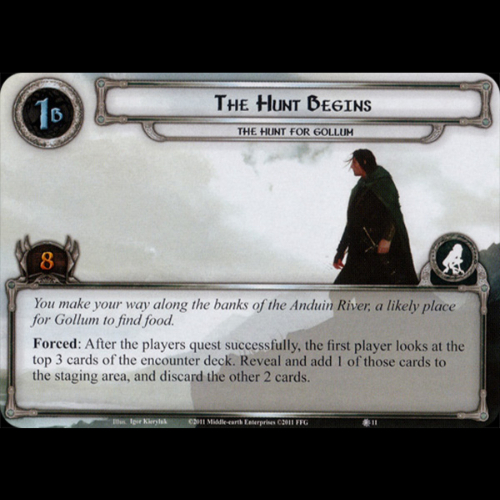 1B
THE HUNT BEGINS
THE HUNT FOR GOLLUM
8
You make your way along the banks of the Anduin River, a likely place
for Gollum to find food.
Forced: After the players quest successfully, the first player looks at the
top 3 cards of the encounter deck. Reveal and add 1 of those cards to
the staging area, and discard the other 2 cards.
Illus. Igor Kieryluk ©2011 Middle-earth Enterprises ©2011 FFG 11